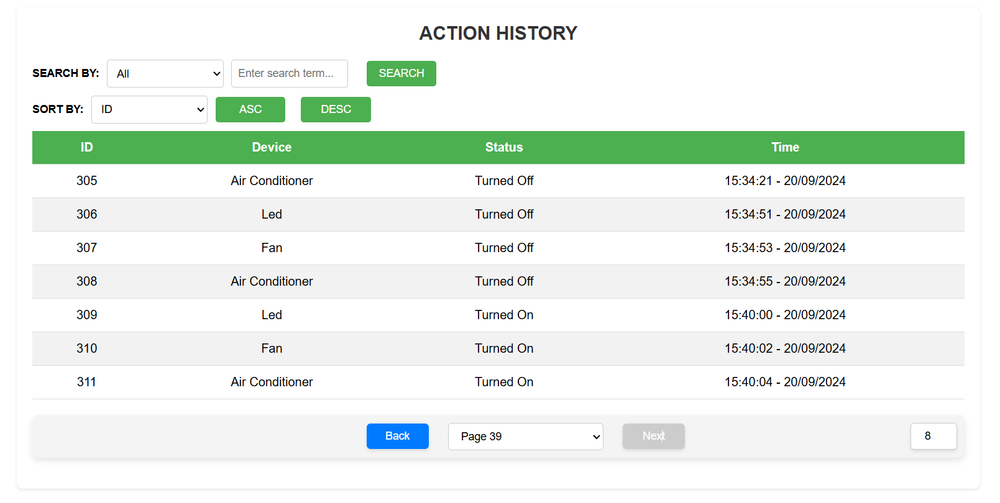 ACTION HISTORY
SEARCH BY: All Enter search term... SEARCH
SORT BY: ID ASC DESC
ID Device Status Time
305 Air Conditioner Turned Off 15:34:21 - 20/09/2024
306 Led Turned Off 15:34:51 - 20/09/2024
307 Fan Turned Off 15:34:53 - 20/09/2024
308 Air Conditioner Turned Off 15:34:55 - 20/09/2024
309 Led Turned On 15:40:00 - 20/09/2024
310 Fan Turned On 15:40:02 - 20/09/2024
311 Air Conditioner Turned On 15:40:04 - 20/09/2024
Back Page 39 Next 8